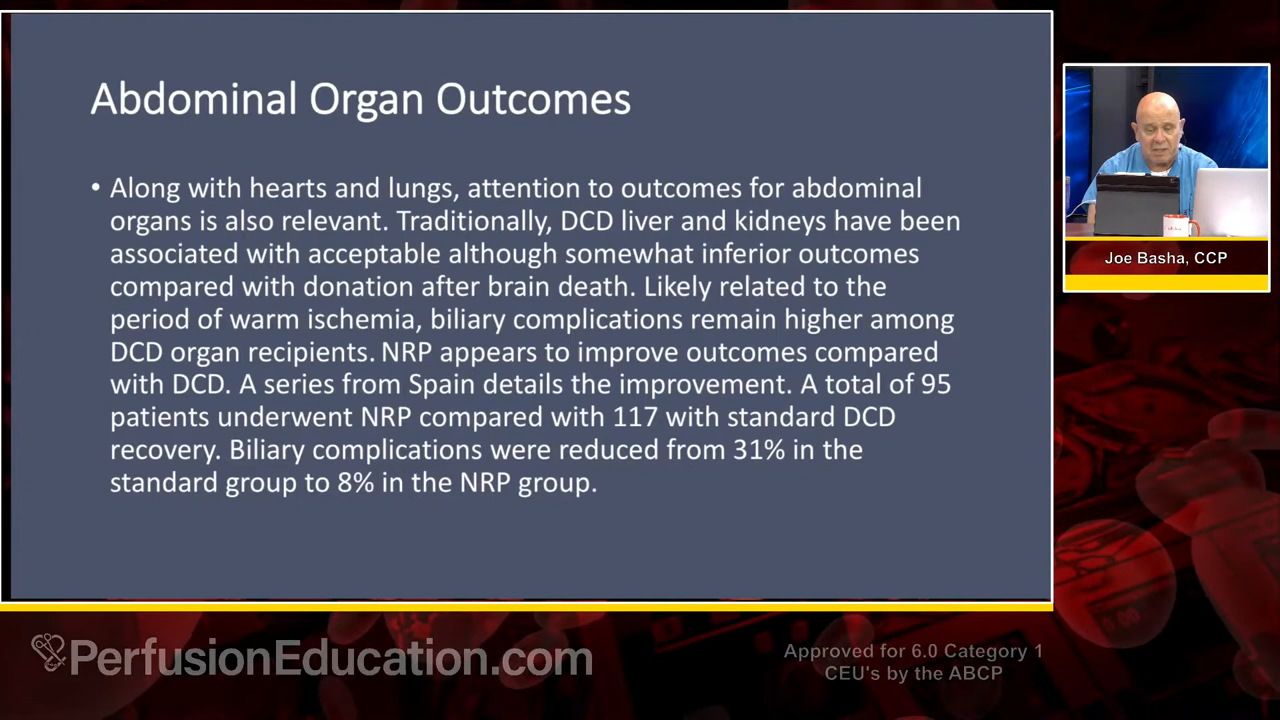 Abdominal Organ Outcomes
• Along with hearts and lungs, attention to outcomes for abdominal
organs is also relevant. Traditionally, DCD liver and kidneys have been
associated with acceptable although somewhat inferior outcomes
compared with donation after brain death. Likely related to the
period of warm ischemia, biliary complications remain higher among
DCD organ recipients. NRP appears to improve outcomes compared
with DCD. A series from Spain details the improvement. A total of 95
patients underwent NRP compared with 117 with standard DCD
recovery. Biliary complications were reduced from 31% in the
standard group to 8% in the NRP group.
Joe Basha, CCP
PerfusionEducation.com
Approved for 6.0 Category 1
CEU's by the ABCP